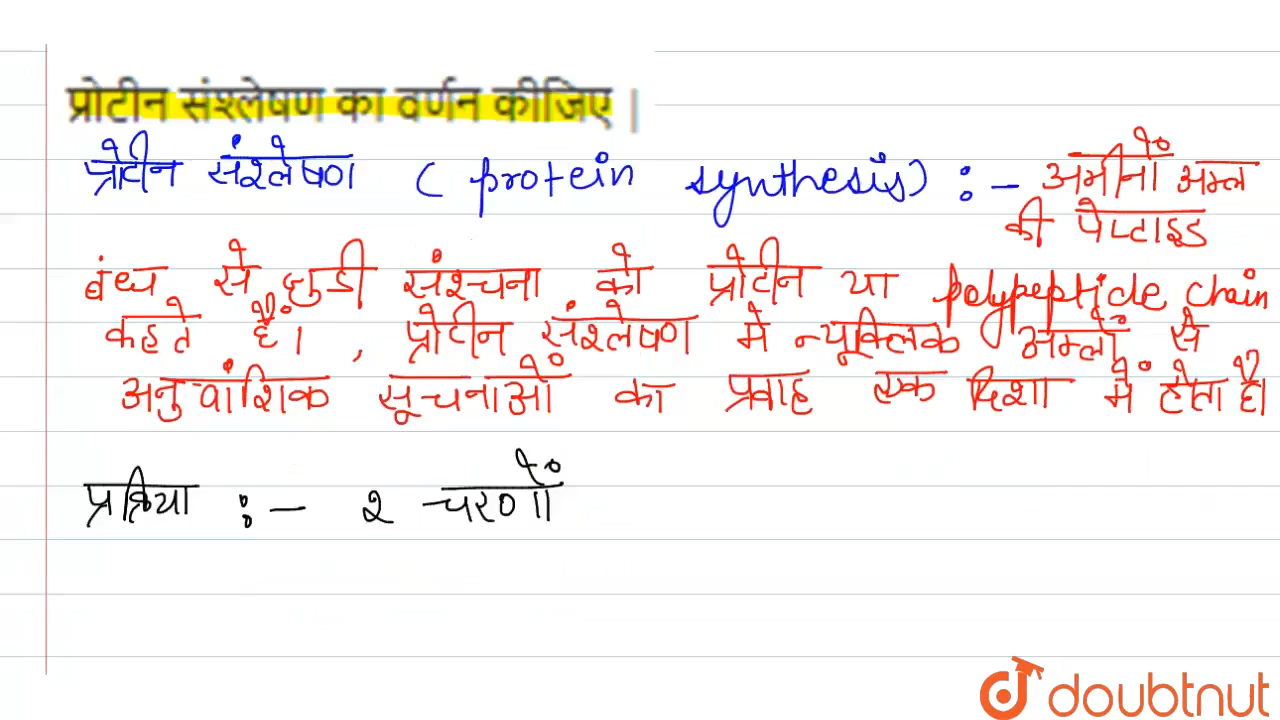 प्रोटीन संश्लेषण का वर्णन कीजिए |
प्रोटीन संश्लेषण ( protein synthesis) :- अमीनों अम्ल
की पेप्टाइड
बंध्य से जुडी संरचना को प्रोटीन या polypeptide chain
कहते हैं। , प्रोटीन संश्लेषण मे न्यूक्लिक अम्लों से
अनुवांशिक सूचनाओं का प्रवाह एक दिशा में होता है।
प्रक्रिया :- 2 चरणों
doubtnut